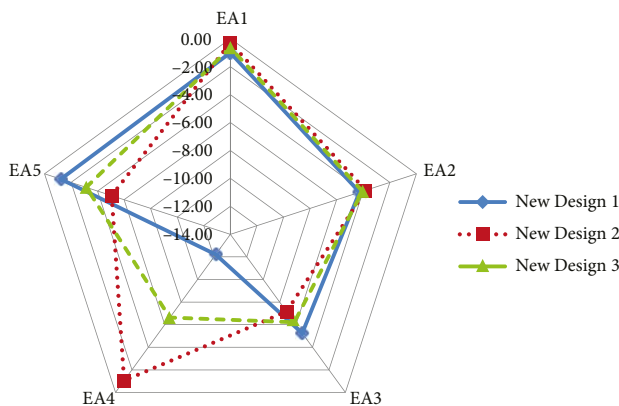 EA1
0.00
−2.00
−4.00
−6.00
−8.00
−10.00
−12.00
−14.00
EA2
EA3
EA4
EA5
New Design 1
New Design 2
New Design 3